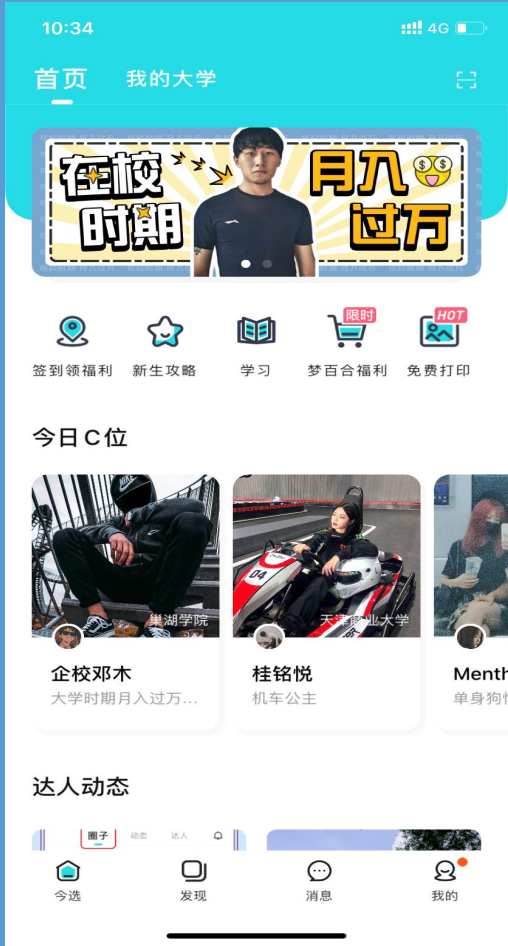 10:34
4G
首页 我的大学
在校
时期
月入
过万
限时
HOT
签到领福利 新生攻略 学习 梦百合福利 免费打印
今日C位
NIKE
04
巢湖学院
天津商业大学
企校邓木
大学时期月入过万...
桂铭悦
机车公主
Menth
单身狗
达人动态
圈子 动态 达人
今选 发现 消息 我的